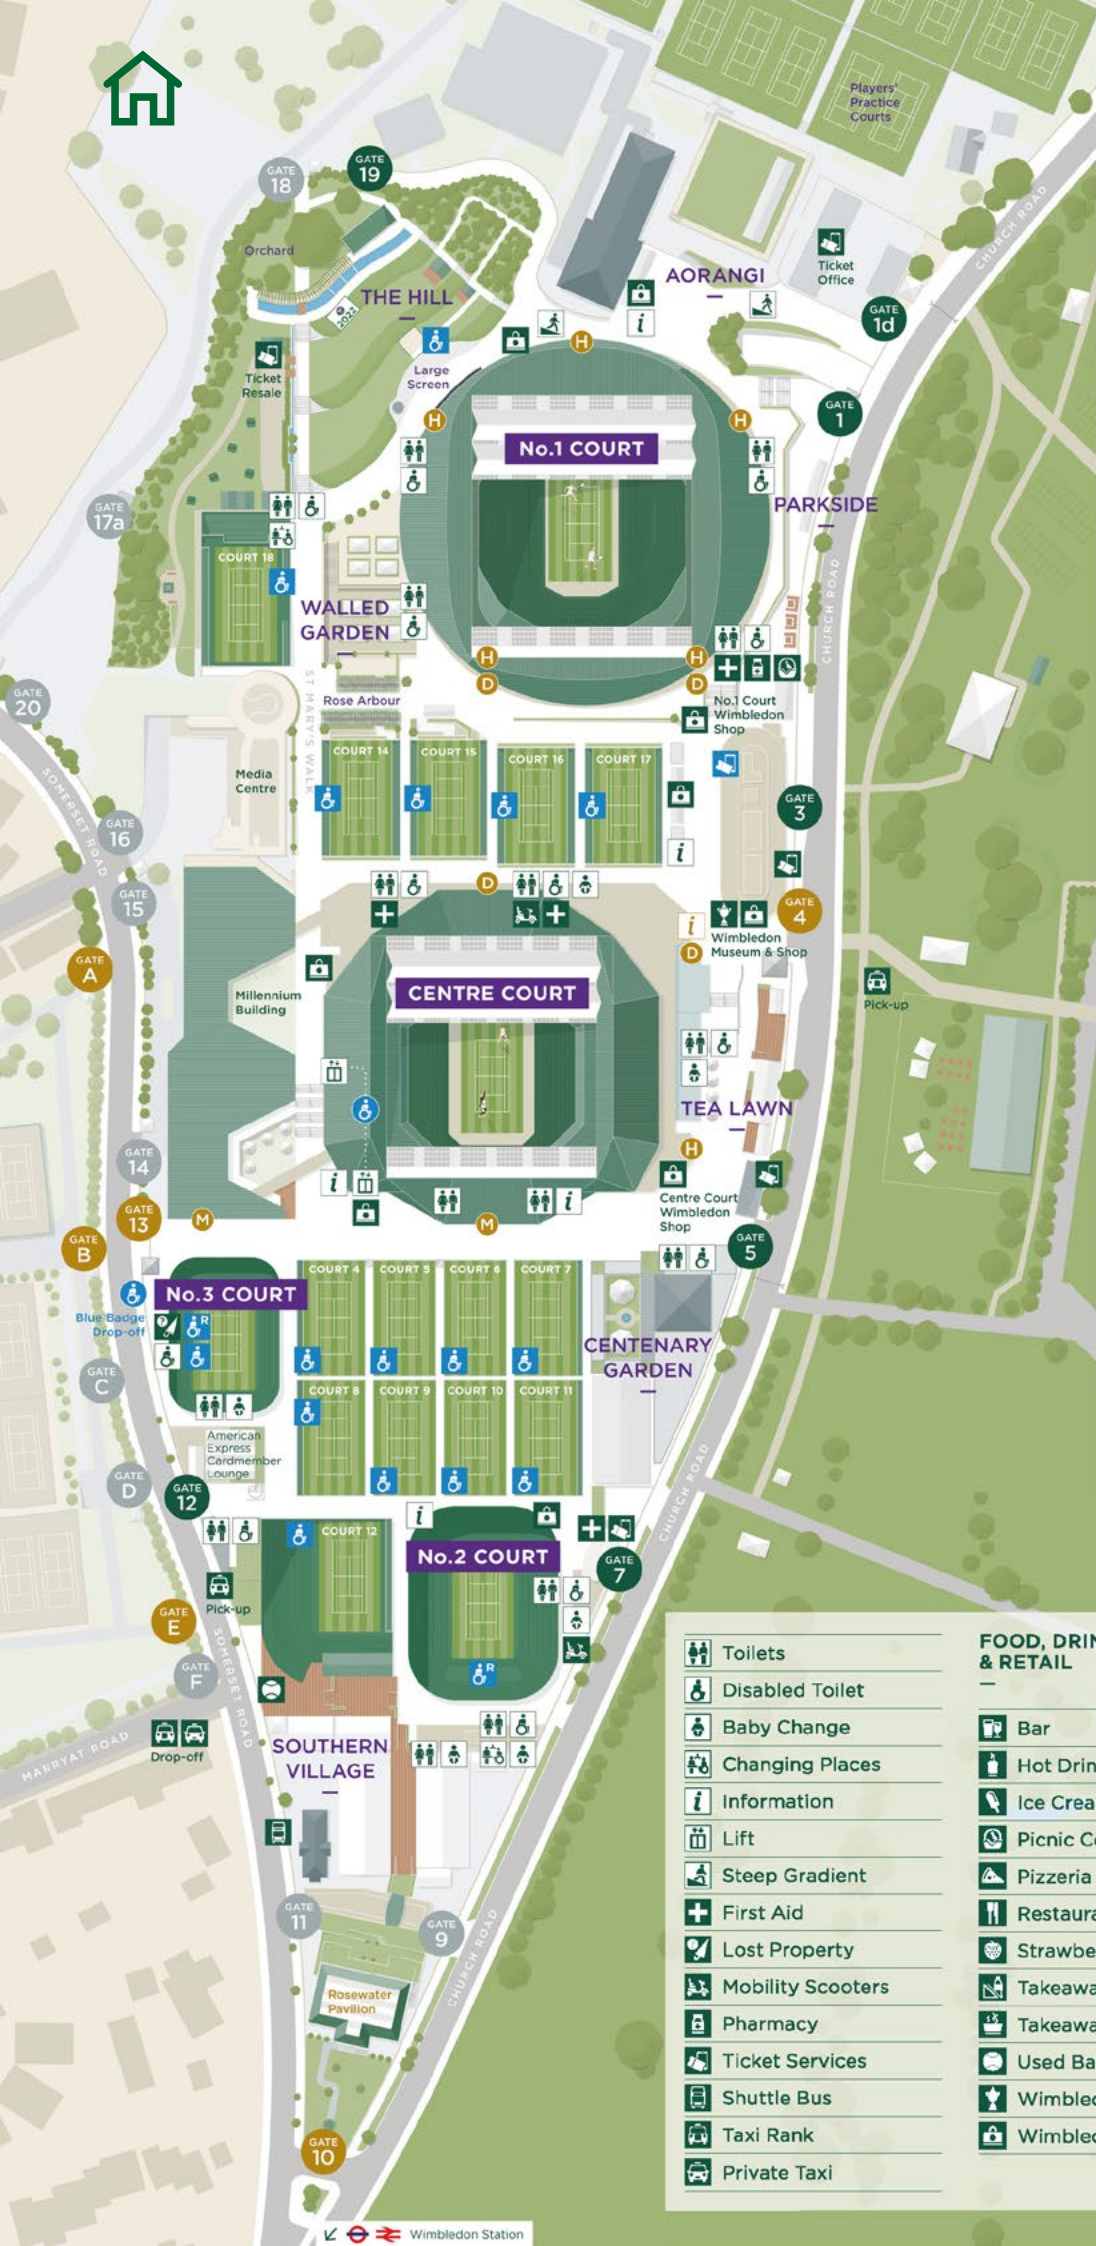 Players'
Practice
Courts
CHURCH ROAD
GATE
18
GATE
19
Orchard
THE HILL
2022
AORANGI
Ticket
Office
GATE
1d
Ticket
Resale
Large
Screen
H
H
H
GATE
1
No.1 COURT
PARKSIDE
GATE
17a
COURT 18
WALLED
GARDEN
CHURCH ROAD
H
H
D
D
ST MARY'S WALK
Rose Arbour
No.1 Court
Wimbledon
Shop
GATE
20
SOMERSET ROAD
Media
Centre
COURT 14
COURT 15
COURT 16
COURT 17
GATE
3
GATE
16
GATE
15
D
GATE
4
Wimbledon
Museum & Shop
D
GATE
A
CENTRE COURT
Millennium
Building
Pick-up
TEA LAWN
H
GATE
14
GATE
13
M
M
Centre Court
Wimbledon
Shop
GATE
B
GATE
5
Blue Badge
Drop-off
No.3 COURT
R
COURT 4
COURT 5
COURT 6
COURT 7
CENTENARY
GARDEN
GATE
C
COURT 8
COURT 9
COURT 10
COURT 11
American
Express
Cardmember
Lounge
GATE
D
GATE
12
CHURCH ROAD
COURT 12
No.2 COURT
GATE
7
Pick-up
GATE
E
SOMERSET ROAD
GATE
F
R
MARRYAT ROAD
Drop-off
SOUTHERN
VILLAGE
GATE
11
GATE
9
CHURCH ROAD
Rosewater
Pavilion
GATE
10
Wimbledon Station
Toilets
Disabled Toilet
Baby Change
Changing Places
Information
Lift
Steep Gradient
First Aid
Lost Property
Mobility Scooters
Pharmacy
Ticket Services
Shuttle Bus
Taxi Rank
Private Taxi
FOOD, DRIN
& RETAIL
Bar
Hot Drin
Ice Crea
Picnic C
Pizzeria
Restaura
Strawbe
Takeawa
Takeawa
Used Ba
Wimbled
Wimbled